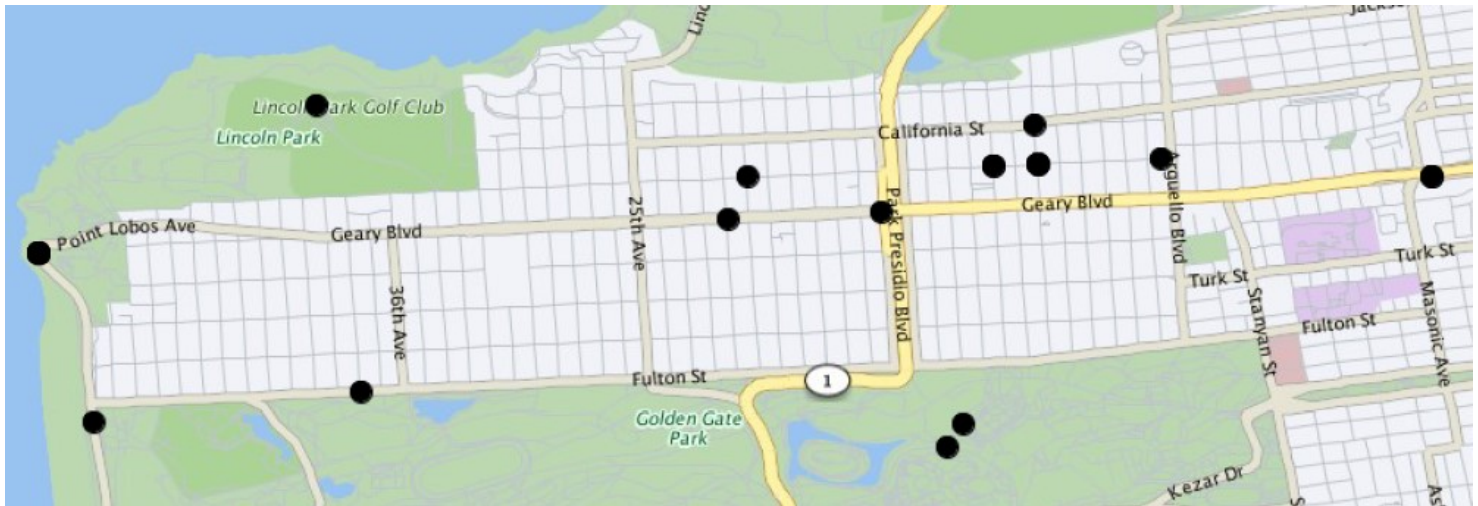 Lincoln Park Golf Club
Lincoln Park
California St
Point Lobos Ave
Geary Blvd
25th Ave
Park Presidio Blvd
Geary Blvd
Arguello Blvd
36th Ave
Turk St
Turk St
Stanyan St
Masonic Ave
Fulton St
Fulton St
1
Golden Gate
Park
Kezar Dr